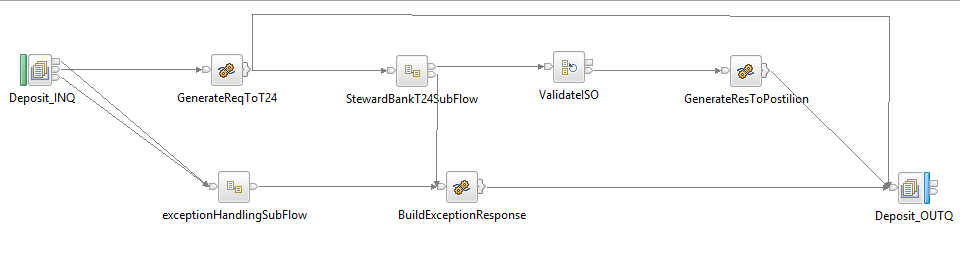 Deposit_INQ
GenerateReqToT24
StewardBankT24SubFlow
ValidateISO
GenerateResToPostilion
exceptionHandlingSubFlow
BuildExceptionResponse
Deposit_OUTQ